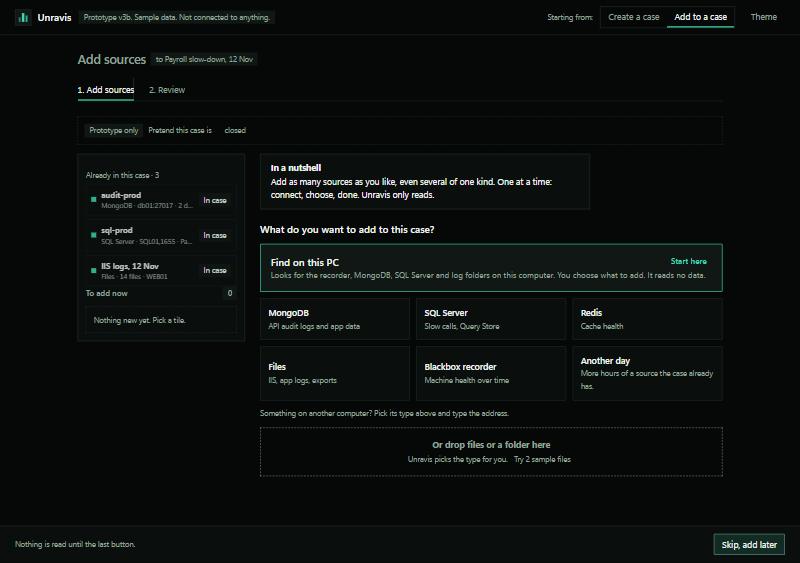 Unravis
Prototype v3b. Sample data. Not connected to anything.
Starting from:
Create a case
Add to a case
Theme
Add sources
to Payroll slow-down, 12 Nov
1. Add sources
2. Review
Prototype only
Pretend this case is
closed
Already in this case · 3
audit-prod
MongoDB · db01:27017 · 2 d...
In case
sql-prod
SQL Server · SQL01,1655 · Pa...
In case
IIS logs, 12 Nov
Files · 14 files · WEB01
In case
To add now
0
Nothing new yet. Pick a tile.
In a nutshell
Add as many sources as you like, even several of one kind. One at a time:
connect, choose, done. Unravis only reads.
What do you want to add to this case?
Find on this PC
Start here
Looks for the recorder, MongoDB, SQL Server and log folders on this computer. You choose what to add. It reads no data.
MongoDB
API audit logs and app data
SQL Server
Slow calls, Query Store
Redis
Cache health
Files
IIS, app logs, exports
Blackbox recorder
Machine health over time
Another day
More hours of a source the case already
has.
Something on another computer? Pick its type above and type the address.
Or drop files or a folder here
Unravis picks the type for you.
Try 2 sample files
Nothing is read until the last button.
Skip, add later